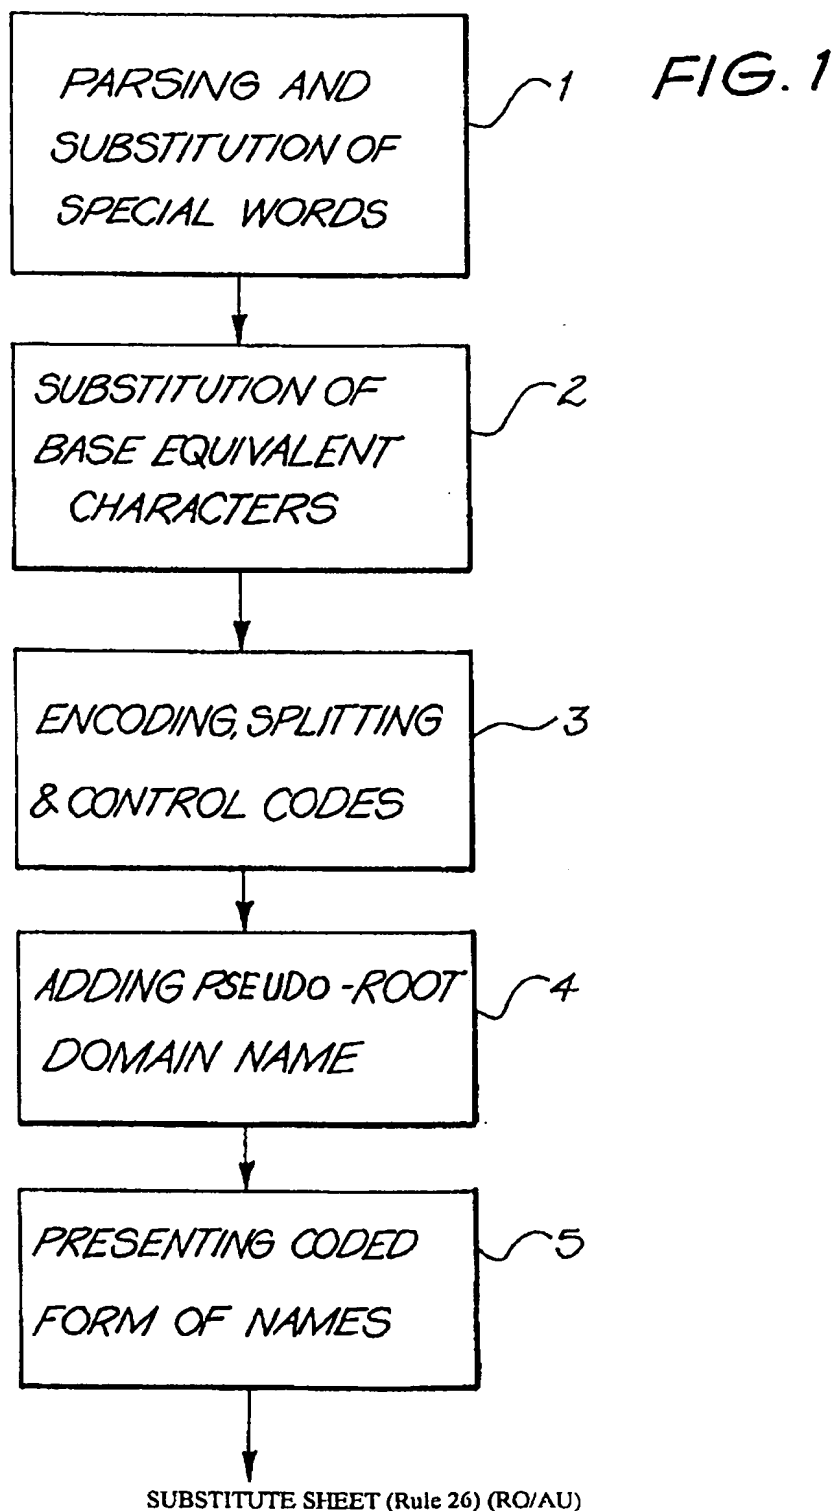 FIG. 1
PARSING AND
SUBSTITUTION OF
SPECIAL WORDS
1
SUBSTITUTION OF
BASE EQUIVALENT
CHARACTERS
2
ENCODING, SPLITTING
& CONTROL CODES
3
ADDING PSEUDO-ROOT
DOMAIN NAME
4
PRESENTING CODED
FORM OF NAMES
5
SUBSTITUTE SHEET (Rule 26) (RO/AU)